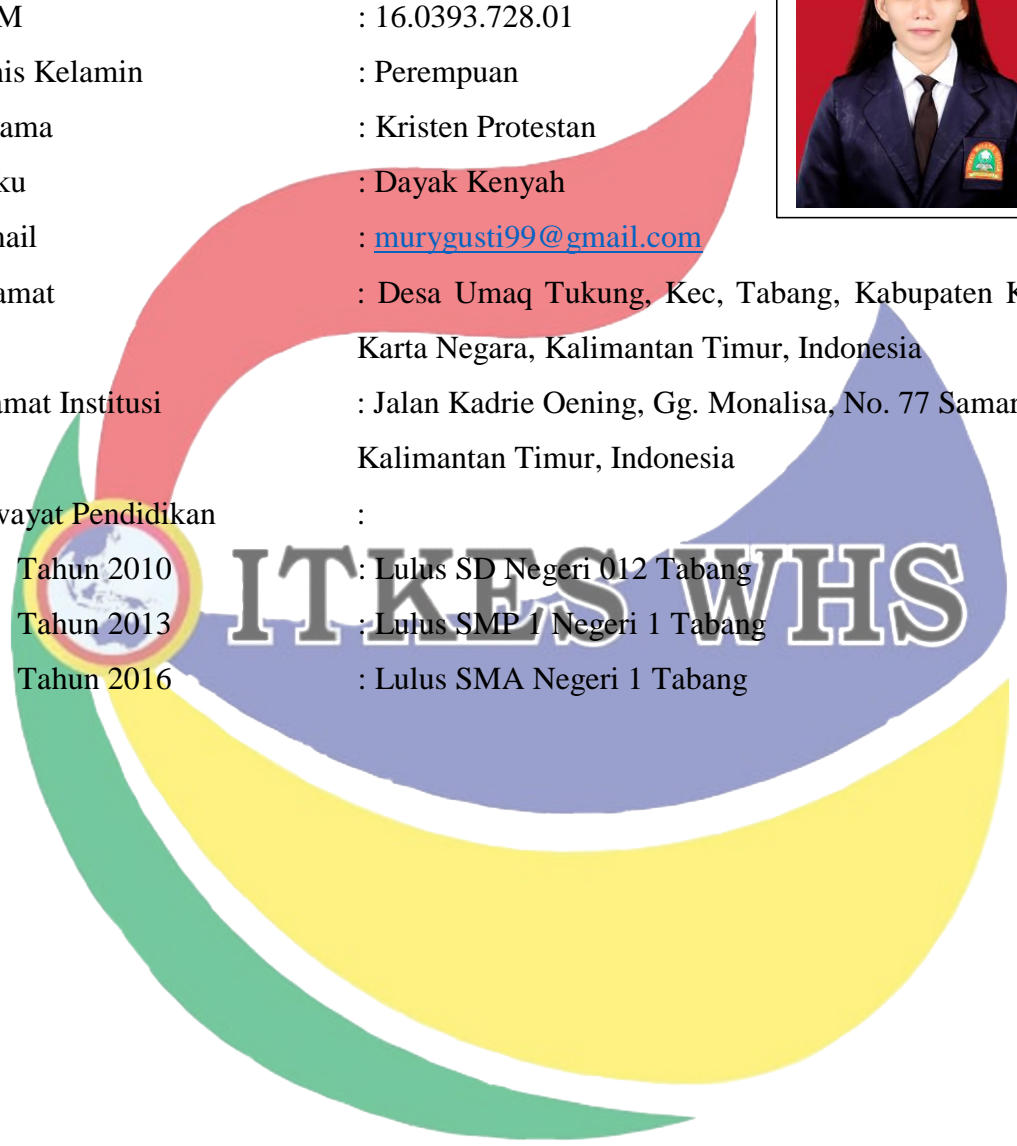 M : 16.0393.728.01
nis Kelamin : Perempuan
ama : Kristen Protestan
ku : Dayak Kenyah
nail : murygusti99@gmail.com
amat : Desa Umaq Tukung, Kec, Tabang, Kabupaten K
Karta Negara, Kalimantan Timur, Indonesia
amat Institusi : Jalan Kadrie Oening, Gg. Monalisa, No. 77 Samar
Kalimantan Timur, Indonesia
wayat Pendidikan :
Tahun 2010 : Lulus SD Negeri 012 Tabang
Tahun 2013 : Lulus SMP 1 Negeri 1 Tabang
Tahun 2016 : Lulus SMA Negeri 1 Tabang
ITKES WHS